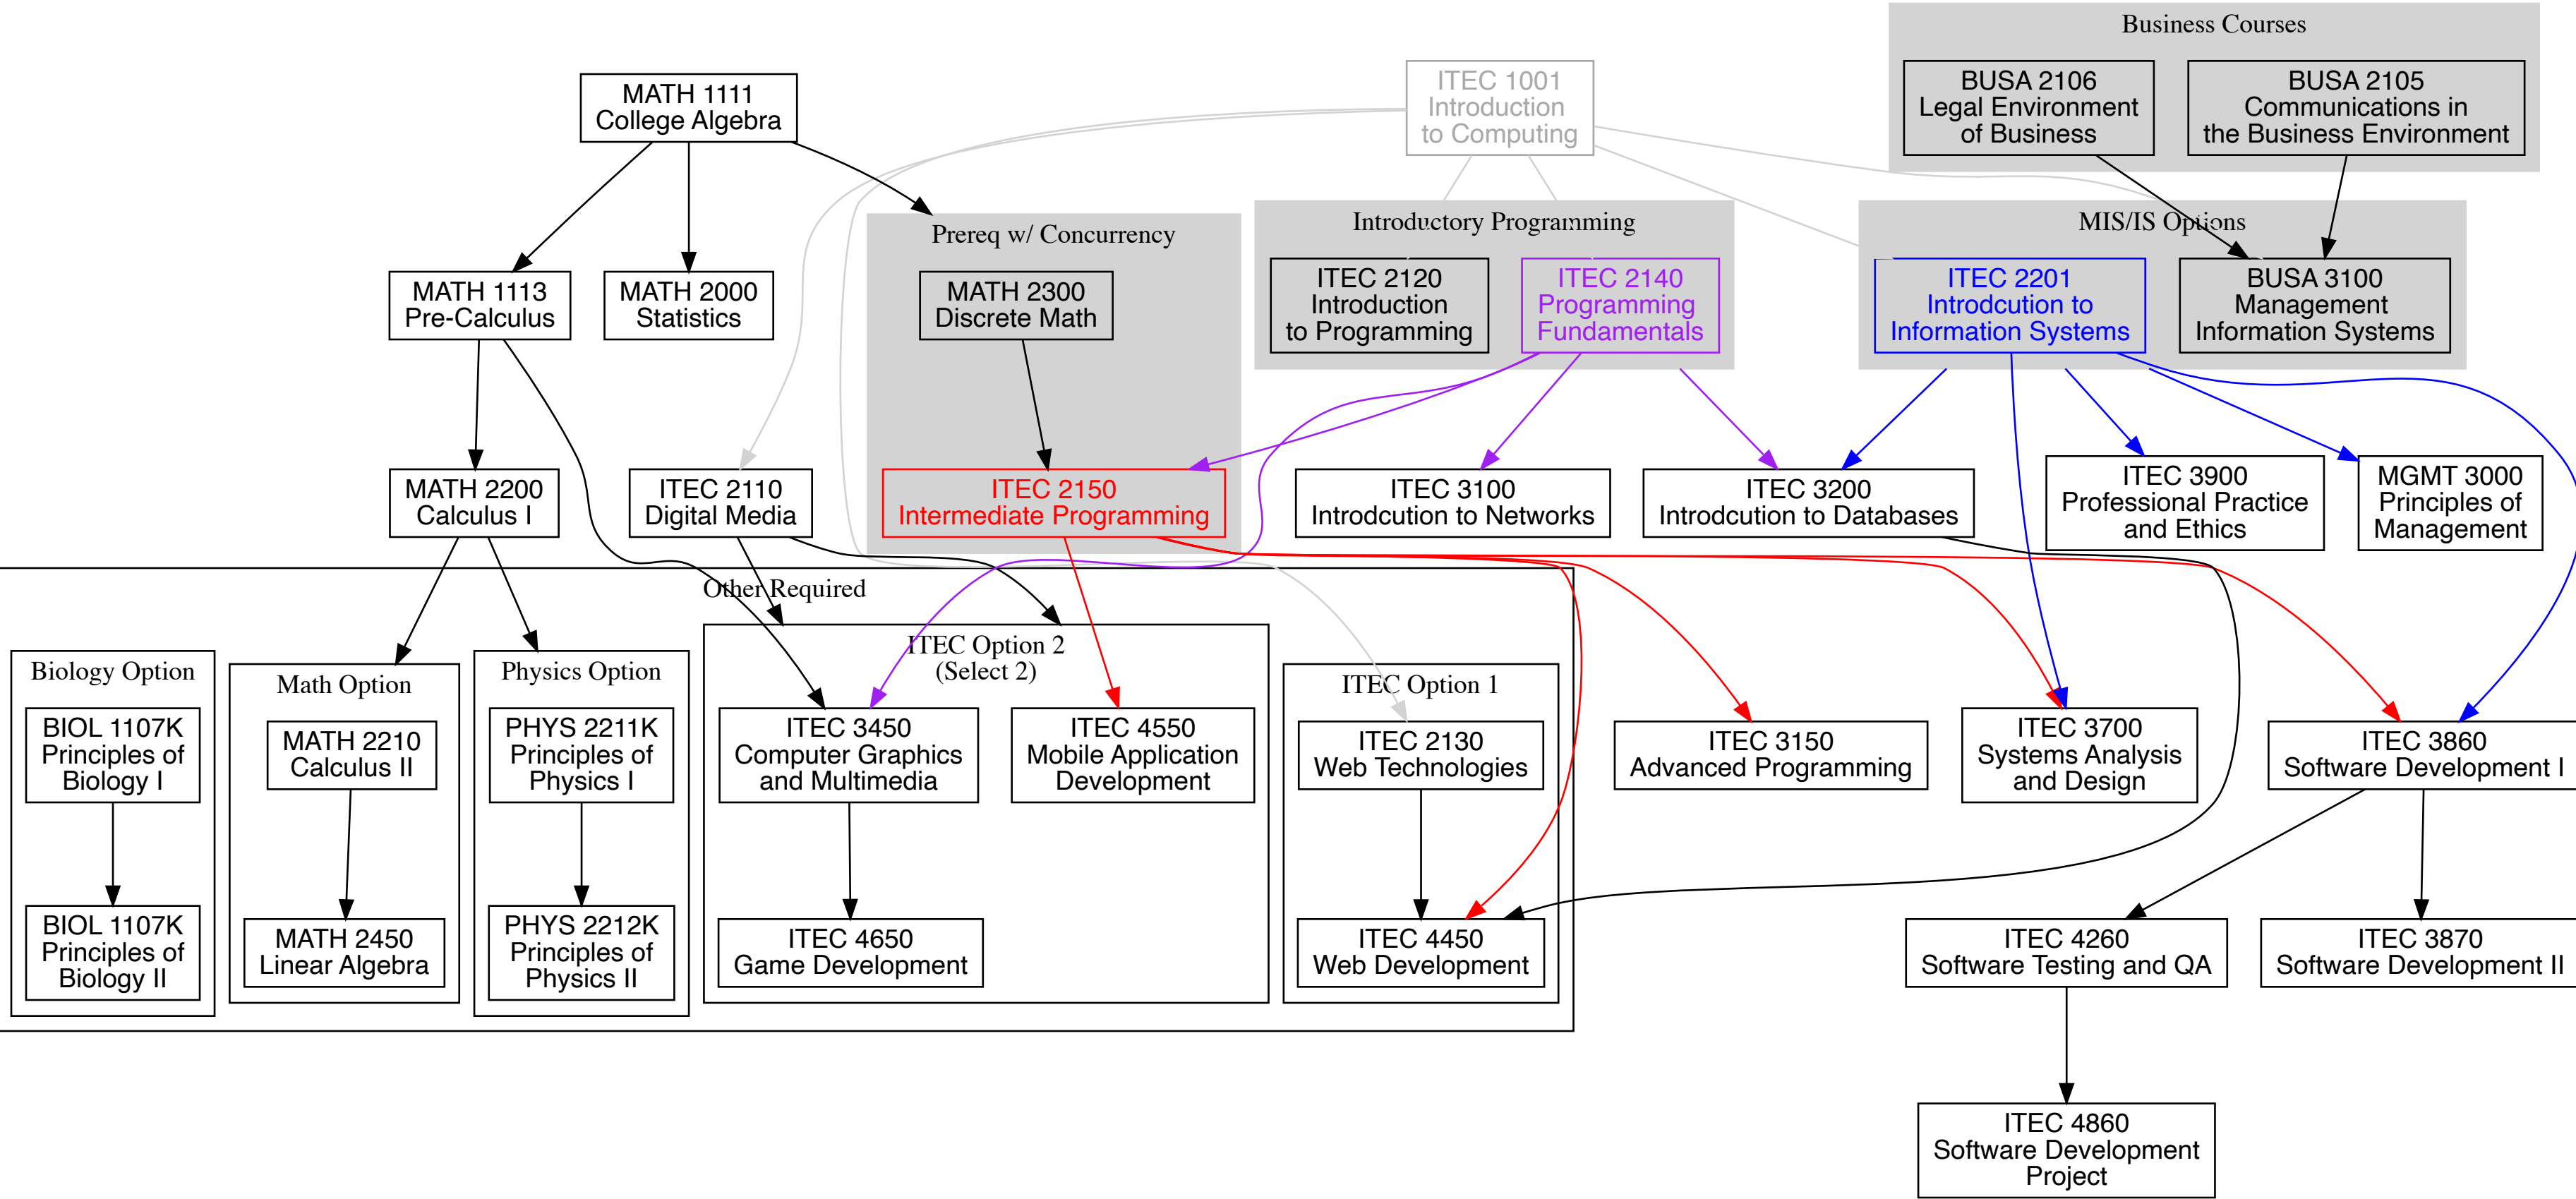 Business Courses
MATH 1111
College Algebra
ITEC 1001
Introduction
to Computing
BUSA 2106
Legal Environment
of Business
BUSA 2105
Communications in
the Business Environment
Prereq w/ Concurrency
Introductory Programming
MIS/IS Options
MATH 1113
Pre-Calculus
MATH 2000
Statistics
MATH 2300
Discrete Math
ITEC 2120
Introduction
to Programming
ITEC 2140
Programming
Fundamentals
ITEC 2201
Introdcution to
Information Systems
BUSA 3100
Management
Information Systems
MATH 2200
Calculus I
ITEC 2110
Digital Media
ITEC 2150
Intermediate Programming
ITEC 3100
Introdcution to Networks
ITEC 3200
Introdcution to Databases
ITEC 3900
Professional Practice
and Ethics
MGMT 3000
Principles of
Management
Other Required
Biology Option
Math Option
Physics Option
ITEC Option 2
(Select 2)
ITEC Option 1
BIOL 1107K
Principles of
Biology I
MATH 2210
Calculus II
PHYS 2211K
Principles of
Physics I
ITEC 3450
Computer Graphics
and Multimedia
ITEC 4550
Mobile Application
Development
ITEC 2130
Web Technologies
ITEC 3150
Advanced Programming
ITEC 3700
Systems Analysis
and Design
ITEC 3860
Software Development I
BIOL 1107K
Principles of
Biology II
MATH 2450
Linear Algebra
PHYS 2212K
Principles of
Physics II
ITEC 4650
Game Development
ITEC 4450
Web Development
ITEC 4260
Software Testing and QA
ITEC 3870
Software Development II
ITEC 4860
Software Development
Project